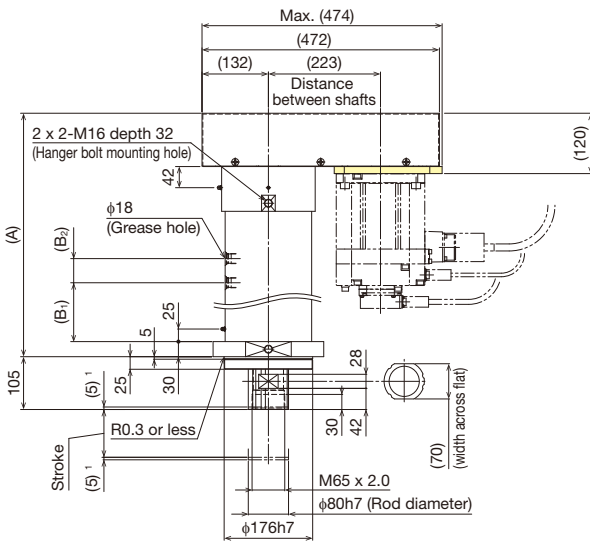 Max. (474)
(472)
(132)
(223)
Distance
between shafts
2 x 2-M16 depth 32
(Hanger bolt mounting hole)
(120)
42
(A)
φ18
(Grease hole)
(B2)
(B1)
25
5
105
25
30
28
(5) 1
R0.3 or less
30
42
(70)
(width across flat)
Stroke
(5) 1
M65 x 2.0
φ80h7 (Rod diameter)
φ176h7